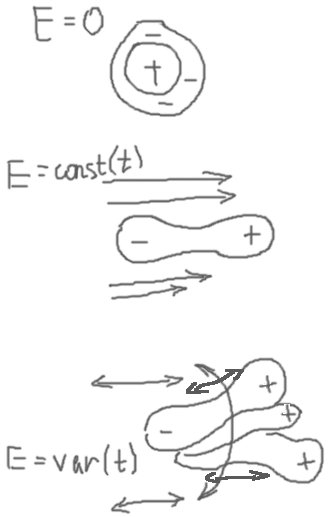 E=0
-
+ -
-
E=const(t)
- +
+
+
-
E=var(t) +